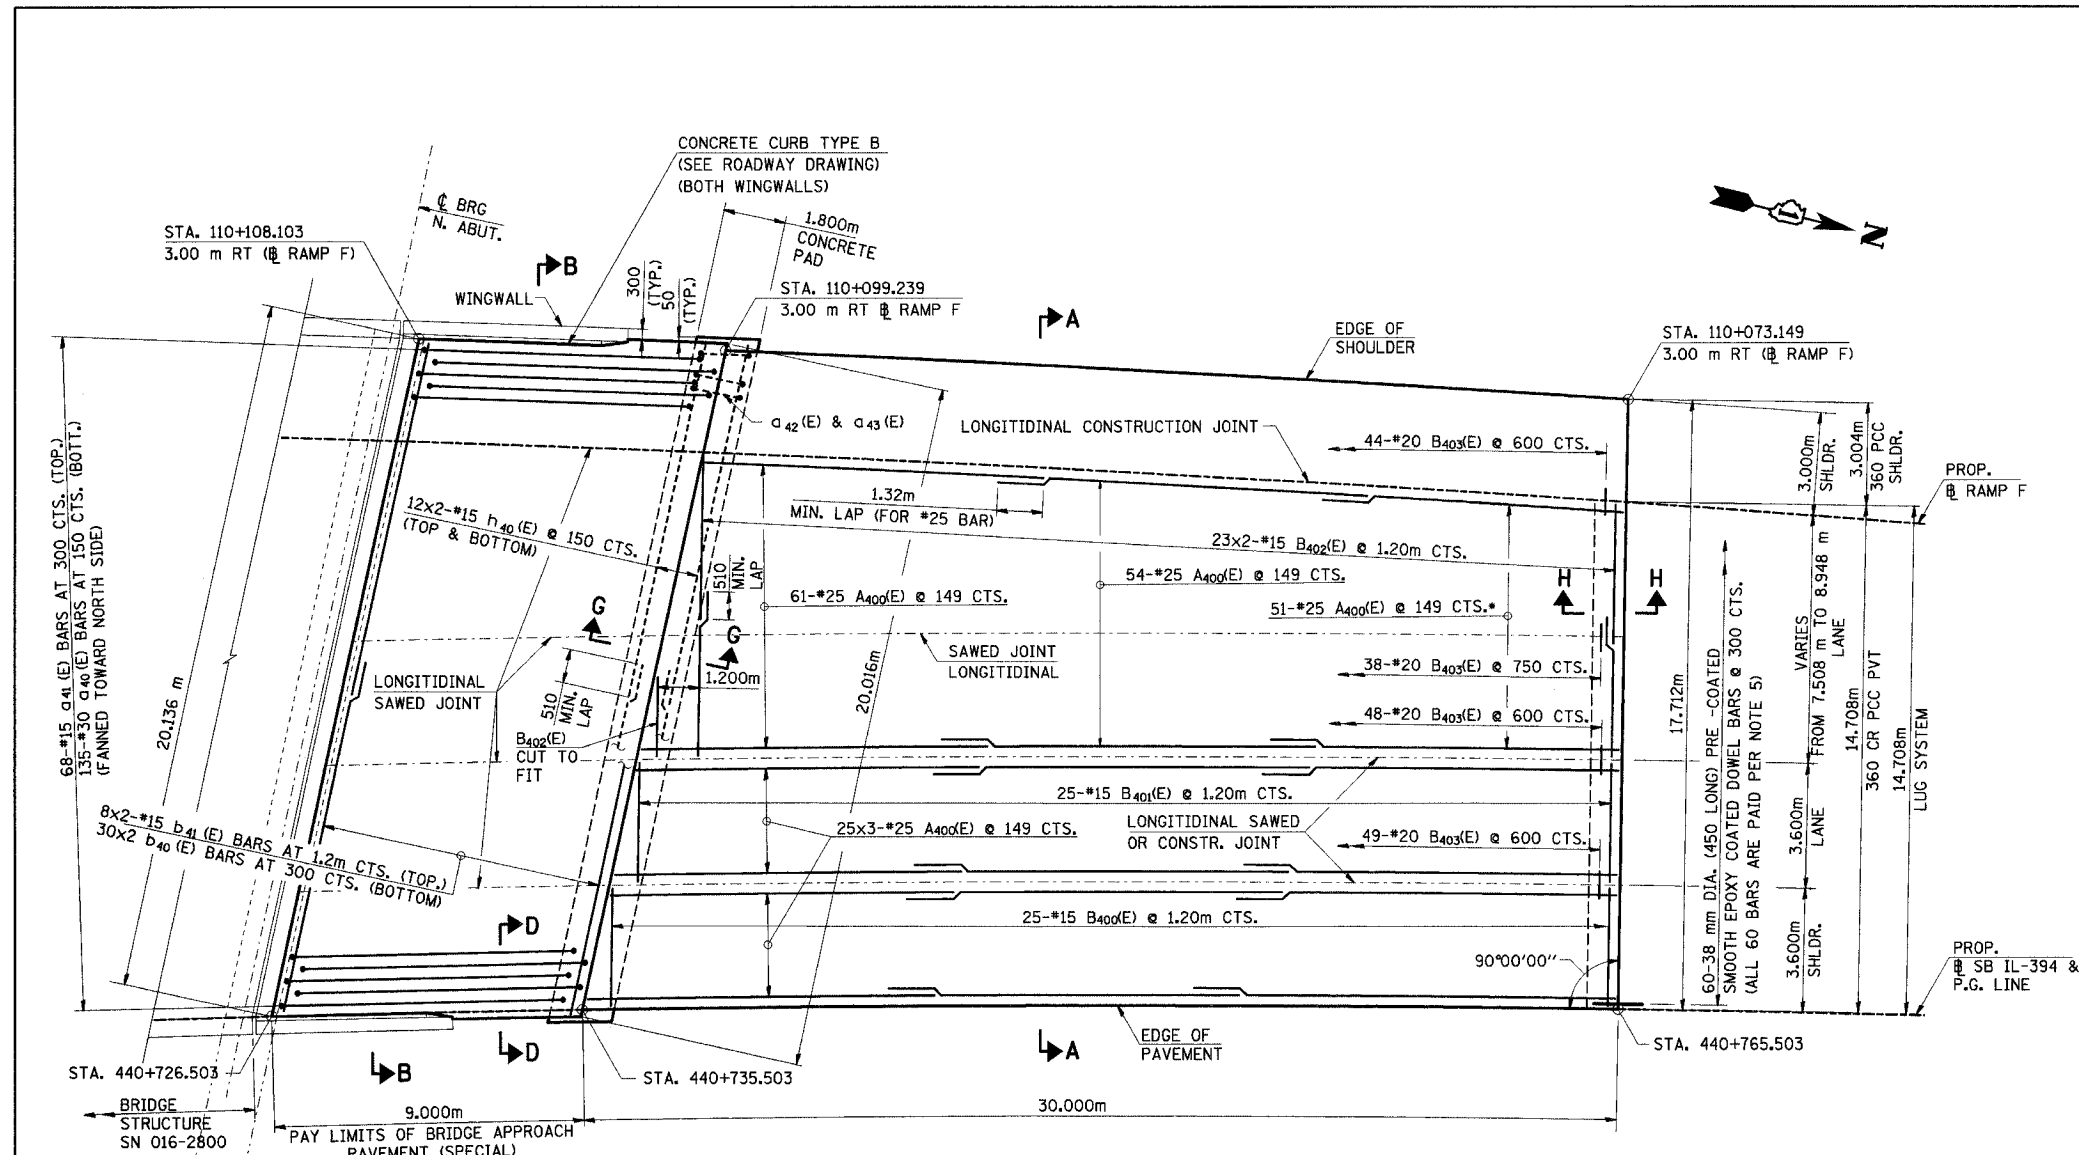 CONCRETE CURB TYPE B
(SEE ROADWAY DRAWING)
(BOTH WINGWALLS)
℄ BRG
N. ABUT.
STA. 110+108.103
3.00 m RT (℄ RAMP F)
1.800m
CONCRETE
PAD
B
WINGWALL
300
(TYP.)
50
(TYP.)
STA. 110+099.239
3.00 m RT ℄ RAMP F
A
EDGE OF
SHOULDER
STA. 110+073.149
3.00 m RT (℄ RAMP F)
N
68-#15 a41(E) BARS AT 300 CTS. (TOP.)
135-#30 a40(E) BARS AT 150 CTS. (BOTT.)
(FANNED TOWARD NORTH SIDE)
20.136 m
a42(E) & a43(E)
LONGITIDINAL CONSTRUCTION JOINT
44-#20 B403(E) @ 600 CTS.
3.000m
SHLDR.
3.004m
360 PCC
SHLDR.
PROP.
℄ RAMP F
12x2-#15 h40(E) @ 150 CTS.
(TOP & BOTTOM)
1.32m
MIN. LAP (FOR #25 BAR)
23x2-#15 B402(E) @ 1.20m CTS.
510
MIN.
LAP
54-#25 A400(E) @ 149 CTS.
61-#25 A400(E) @ 149 CTS.
51-#25 A400(E) @ 149 CTS.*
H
H
G
G
SAWED JOINT
LONGITIDINAL
38-#20 B403(E) @ 750 CTS.
48-#20 B403(E) @ 600 CTS.
LONGITIDINAL
SAWED JOINT
510
MIN.
LAP
1.200m
20.016m
B402(E)
CUT TO
FIT
17.712m
60-38 mm DIA. (450 LONG) PRE -COATED
SMOOTH EPOXY COATED DOWEL BARS @ 300 CTS.
(ALL 60 BARS ARE PAID PER NOTE 5)
VARIES
FROM 7.508 m TO 8.948 m
LANE
14.708m
360 CR PCC PVT
14.708m
LUG SYSTEM
25-#15 B401(E) @ 1.20m CTS.
8x2-#15 b41(E) BARS AT 1.2m CTS. (TOP.)
30x2 b40(E) BARS AT 300 CTS. (BOTTOM)
25x3-#25 A400(E) @ 149 CTS.
LONGITIDINAL SAWED
OR CONSTR. JOINT
49-#20 B403(E) @ 600 CTS.
3.600m
LANE
25-#15 B400(E) @ 1.20m CTS.
D
3.600m
SHLDR.
90°00'00''
PROP.
℄ SB IL-394 &
P.G. LINE
STA. 440+726.503
B
D
STA. 440+735.503
A
EDGE OF
PAVEMENT
STA. 440+765.503
BRIDGE
STRUCTURE
SN 016-2800
9.000m
PAY LIMITS OF BRIDGE APPROACH
PAVEMENT (SPECIAL)
30.000m